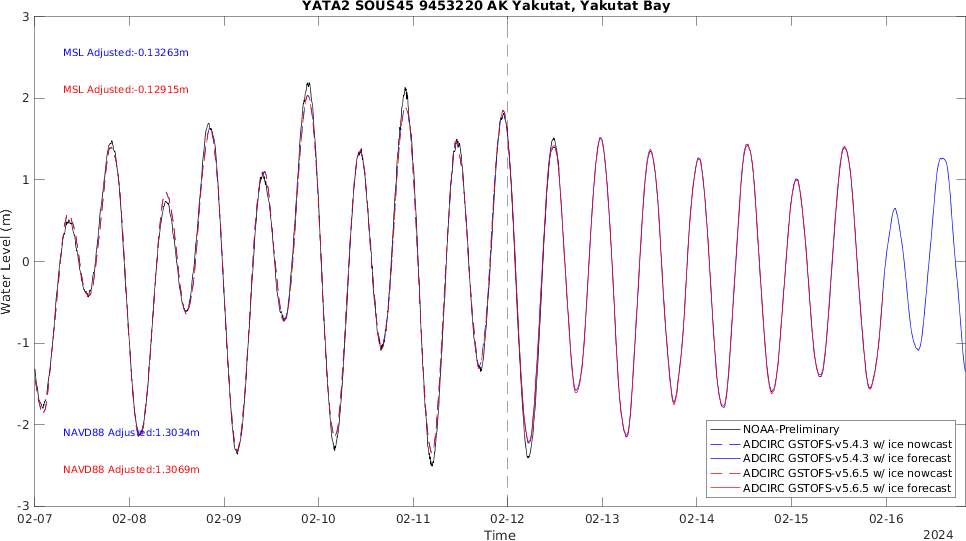 YATA2 SOUS45 9453220 AK Yakutat, Yakutat Bay
3
MSL Adjusted:-0.13263m
MSL Adjusted:-0.12915m
2
1
0
-1
-2
-3
Water Level (m)
NAVD88 Adjusted:1.3034m
NAVD88 Adjusted:1.3069m
NOAA-Preliminary
ADCIRC GSTOFS-v5.4.3 w/ ice nowcast
ADCIRC GSTOFS-v5.4.3 w/ ice forecast
ADCIRC GSTOFS-v5.6.5 w/ ice nowcast
ADCIRC GSTOFS-v5.6.5 w/ ice forecast
02-07 02-08 02-09 02-10 02-11 02-12 02-13 02-14 02-15 02-16
Time
2024